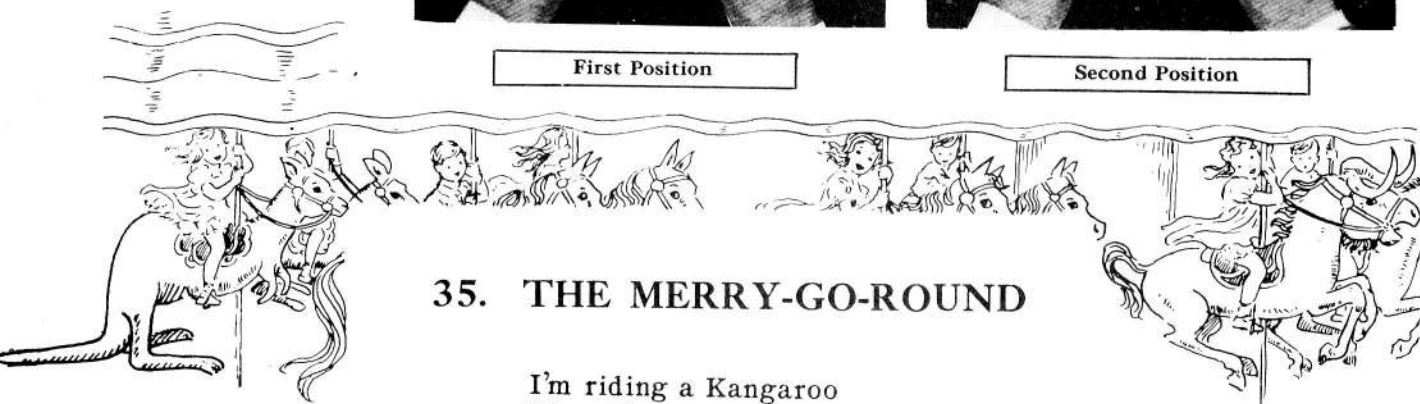 First Position
Second Position
35. THE MERRY-GO-ROUND
I'm riding a Kangaroo